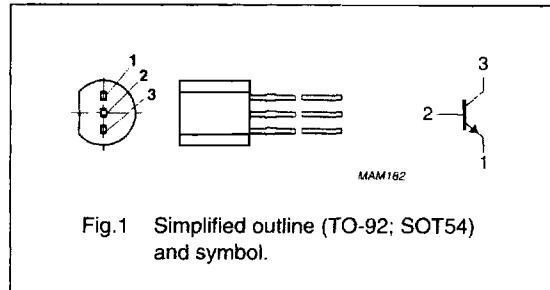 1
2
3
3
2
1
MAM182
Fig.1 Simplified outline (TO-92; SOT54)
and symbol.